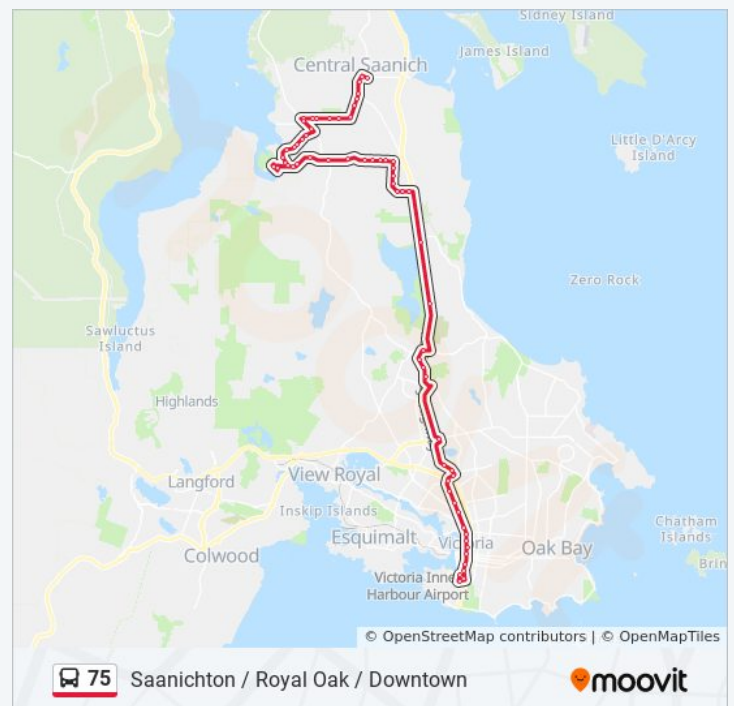 Sidney Island
James Island
Central Saanich
Little D'Arcy
Island
Zero Rock
Sawluctus
Island
Highlands
View Royal
Langford
Inskip Islands
Chatham
Islands
Esquimalt
Victoria
Oak Bay
Colwood
Brin
Victoria Inne
Harbour Airport
© OpenStreetMap contributors | © OpenMapTiles
75 Saanichton / Royal Oak / Downtown
moovit